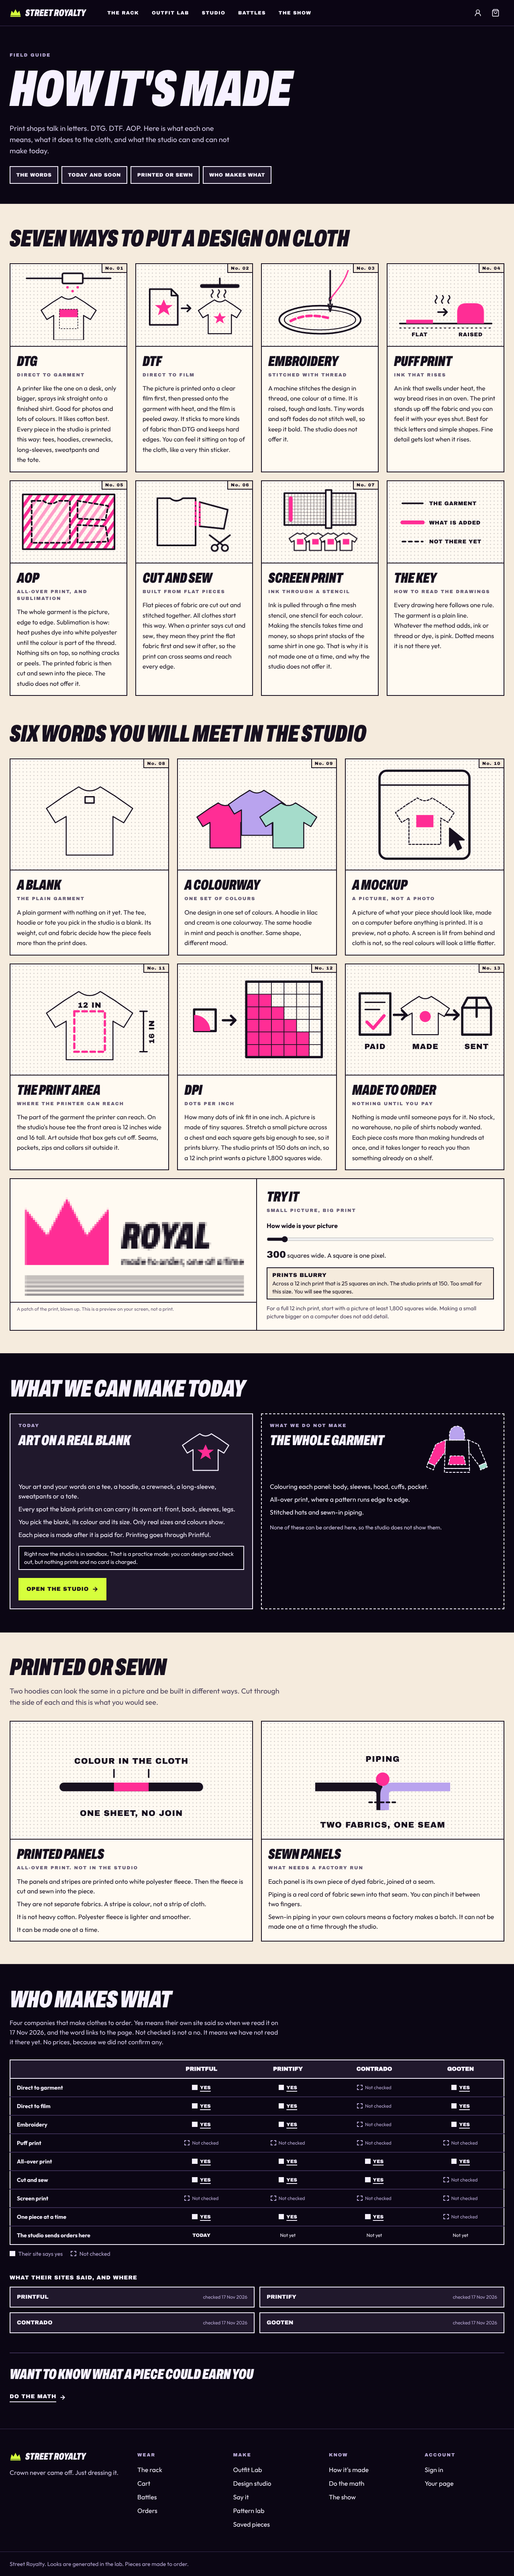 STREET ROYALTY
THE RACK
OUTFIT LAB
STUDIO
BATTLES
THE SHOW
FIELD GUIDE
HOW IT'S MADE
Print shops talk in letters. DTG. DTF. AOP. Here is what each one
means, what it does to the cloth, and what the studio can and can not
make today.
THE WORDS
TODAY AND SOON
PRINTED OR SEWN
WHO MAKES WHAT
SEVEN WAYS TO PUT A DESIGN ON CLOTH
No. 01
DTG
DIRECT TO GARMENT
A printer like the one on a desk, only
bigger, sprays ink straight onto a
finished shirt. Good for photos and
lots of colours. It likes cotton best.
Every piece in the studio is printed
this way: tees, hoodies, crewnecks,
long-sleeves, sweatpants and
the tote.
No. 02
DTF
DIRECT TO FILM
The picture is printed onto a clear
film first, then pressed onto the
garment with heat, and the film is
peeled away. It sticks to more kinds
of fabric than DTG and keeps hard
edges. You can feel it sitting on top of
the cloth, like a very thin sticker.
No. 03
EMBROIDERY
STITCHED WITH THREAD
A machine stitches the design in
thread, one colour at a time. It is
raised, tough and lasts. Tiny words
and soft fades do not stitch well, so
keep it bold. The studio does not
offer it.
No. 04
FLAT
RAISED
PUFF PRINT
INK THAT RISES
An ink that swells under heat, the
way bread rises in an oven. The print
stands up off the fabric and you can
feel it with your eyes shut. Best for
thick letters and simple shapes. Fine
detail gets lost when it rises.
No. 05
AOP
ALL-OVER PRINT, AND
SUBLIMATION
The whole garment is the picture,
edge to edge. Sublimation is how:
heat pushes dye into white polyester
until the colour is part of the thread.
Nothing sits on top, so nothing cracks
or peels. The printed fabric is then
cut and sewn into the piece. The
studio does not offer it.
No. 06
CUT AND SEW
BUILT FROM FLAT PIECES
Flat pieces of fabric are cut out and
stitched together. All clothes start
this way. When a printer says cut and
sew, they mean they print the flat
fabric first and sew it after, so the
print can cross seams and reach
every edge.
No. 07
SCREEN PRINT
INK THROUGH A STENCIL
Ink is pulled through a fine mesh
stencil, one stencil for each colour.
Making the stencils takes time and
money, so shops print stacks of the
same shirt in one go. That is why it is
not made one at a time, and why the
studio does not offer it.
THE GARMENT
WHAT IS ADDED
NOT THERE YET
THE KEY
HOW TO READ THE DRAWINGS
Every drawing here follows one rule.
The garment is a plain line.
Whatever the method adds, ink or
thread or dye, is pink. Dotted means
it is not there yet.
SIX WORDS YOU WILL MEET IN THE STUDIO
No. 08
A BLANK
THE PLAIN GARMENT
A plain garment with nothing on it yet. The tee,
hoodie or tote you pick in the studio is a blank. Its
weight, cut and fabric decide how the piece feels
more than the print does.
No. 09
A COLOURWAY
ONE SET OF COLOURS
One design in one set of colours. A hoodie in lilac
and cream is one colourway. The same hoodie
in mint and peach is another. Same shape,
different mood.
No. 10
A MOCKUP
A PICTURE, NOT A PHOTO
A picture of what your piece should look like, made
on a computer before anything is printed. It is a
preview, not a photo. A screen is lit from behind and
cloth is not, so the real colours will look a little flatter.
No. 11
12 IN
16 IN
THE PRINT AREA
WHERE THE PRINTER CAN REACH
The part of the garment the printer can reach. On
the studio's house tee the front area is 12 inches wide
and 16 tall. Art outside that box gets cut off. Seams,
pockets, zips and collars sit outside it.
No. 12
DPI
DOTS PER INCH
How many dots of ink fit in one inch. A picture is
made of tiny squares. Stretch a small picture across
a chest and each square gets big enough to see, so it
prints blurry. The studio prints at 150 dots an inch, so
a 12 inch print wants a picture 1,800 squares wide.
No. 13
PAID
MADE
SENT
MADE TO ORDER
NOTHING UNTIL YOU PAY
Nothing is made until someone pays for it. No stock,
no warehouse, no pile of shirts nobody wanted.
Each piece costs more than making hundreds at
once, and it takes longer to reach you than
something already on a shelf.
ROYAL
made to order, one at a time
A patch of the print, blown up. This is a preview on your screen, not a print.
TRY IT
SMALL PICTURE, BIG PRINT
How wide is your picture
300 squares wide. A square is one pixel.
PRINTS BLURRY
Across a 12 inch print that is 25 squares an inch. The studio prints at 150. Too small for
this size. You will see the squares.
For a full 12 inch print, start with a picture at least 1,800 squares wide. Making a small
picture bigger on a computer does not add detail.
WHAT WE CAN MAKE TODAY
TODAY
ART ON A REAL BLANK
Your art and your words on a tee, a hoodie, a crewneck, a long-sleeve,
sweatpants or a tote.
Every spot the blank prints on can carry its own art: front, back, sleeves, legs.
You pick the blank, its colour and its size. Only real sizes and colours show.
Each piece is made after it is paid for. Printing goes through Printful.
Right now the studio is in sandbox. That is a practice mode: you can design and check
out, but nothing prints and no card is charged.
OPEN THE STUDIO →
WHAT WE DO NOT MAKE
THE WHOLE GARMENT
Colouring each panel: body, sleeves, hood, cuffs, pocket.
All-over print, where a pattern runs edge to edge.
Stitched hats and sewn-in piping.
None of these can be ordered here, so the studio does not show them.
PRINTED OR SEWN
Two hoodies can look the same in a picture and be built in different ways. Cut through
the side of each and this is what you would see.
COLOUR IN THE CLOTH
ONE SHEET, NO JOIN
PRINTED PANELS
ALL-OVER PRINT. NOT IN THE STUDIO
The panels and stripes are printed onto white polyester fleece. Then the fleece is
cut and sewn into the piece.
They are not separate fabrics. A stripe is colour, not a strip of cloth.
It is not heavy cotton. Polyester fleece is lighter and smoother.
It can be made one at a time.
PIPING
TWO FABRICS, ONE SEAM
SEWN PANELS
WHAT NEEDS A FACTORY RUN
Each panel is its own piece of dyed fabric, joined at a seam.
Piping is a real cord of fabric sewn into that seam. You can pinch it between
two fingers.
Sewn-in piping in your own colours means a factory makes a batch. It can not be
made one at a time through the studio.
WHO MAKES WHAT
Four companies that make clothes to order. Yes means their own site said so when we read it on
17 Nov 2026, and the word links to the page. Not checked is not a no. It means we have not read
it there yet. No prices, because we did not confirm any.
PRINTFUL PRINTIFY CONTRADO GOOTEN
Direct to garment YES YES Not checked YES
Direct to film YES YES Not checked YES
Embroidery YES YES Not checked YES
Puff print Not checked Not checked Not checked Not checked
All-over print YES YES YES YES
Cut and sew YES YES YES Not checked
Screen print Not checked Not checked Not checked Not checked
One piece at a time YES YES YES Not checked
The studio sends orders here TODAY Not yet Not yet Not yet
Their site says yes Not checked
WHAT THEIR SITES SAID, AND WHERE
PRINTFUL checked 17 Nov 2026
PRINTIFY checked 17 Nov 2026
CONTRADO checked 17 Nov 2026
GOOTEN checked 17 Nov 2026
WANT TO KNOW WHAT A PIECE COULD EARN YOU
DO THE MATH →
STREET ROYALTY
Crown never came off. Just dressing it.
WEAR
The rack
Cart
Battles
Orders
MAKE
Outfit Lab
Design studio
Say it
Pattern lab
Saved pieces
KNOW
How it's made
Do the math
The show
ACCOUNT
Sign in
Your page
Street Royalty. Looks are generated in the lab. Pieces are made to order.